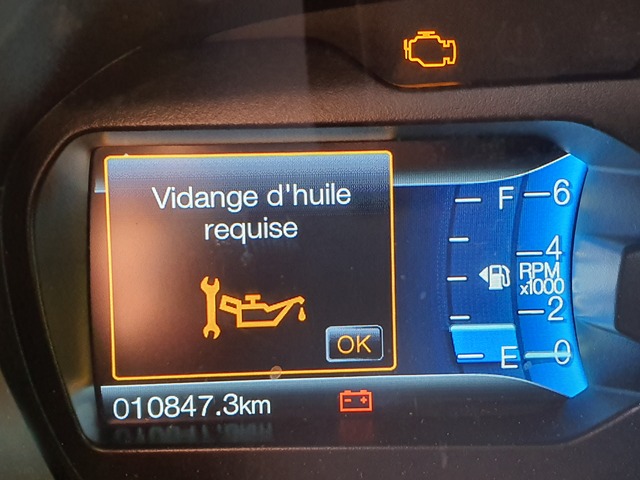 Vidange d'huile
requise
OK
F
E
6
4
RPM
x1000
2
0
010847.3km